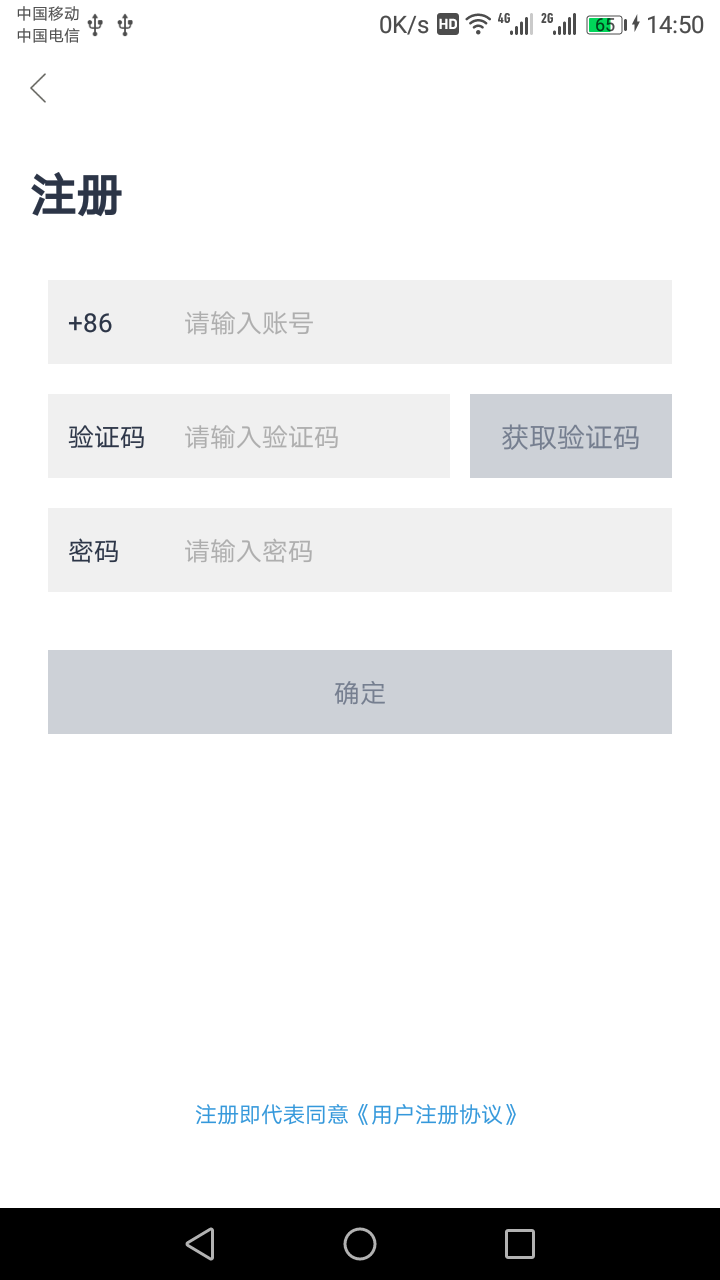 中国移动
中国电信
0K/s HD 4G 2G 65 14:50
注册
+86 请输入账号
验证码 请输入验证码 获取验证码
密码 请输入密码
确定
注册即代表同意《用户注册协议》